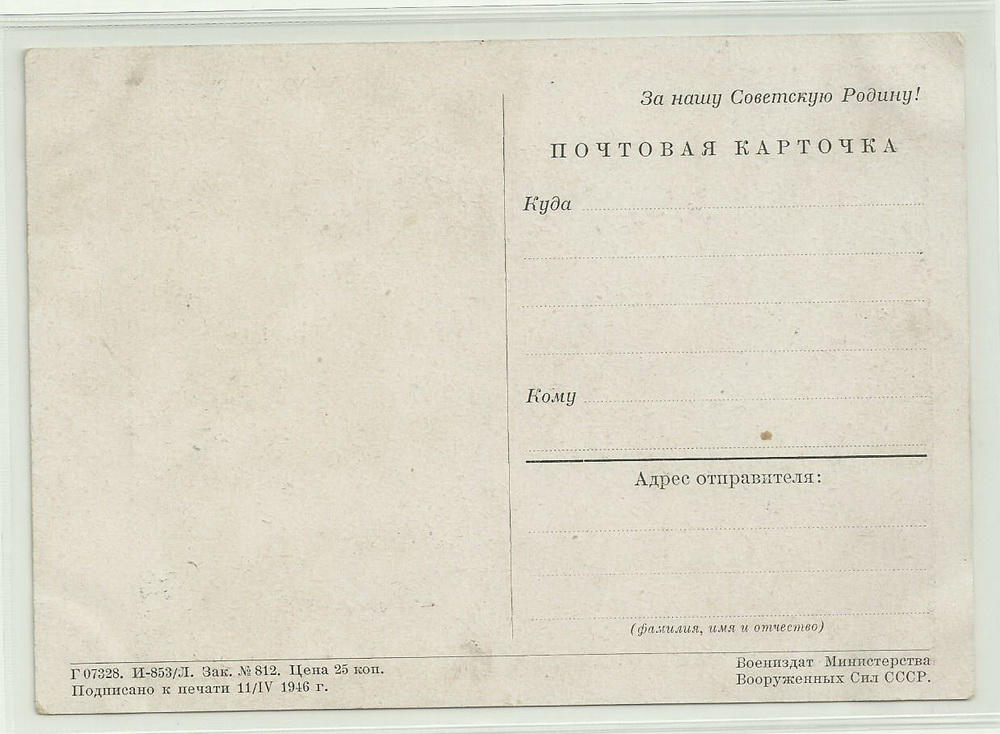 За нашу Советскую Родину!
ПОЧТОВАЯ КАРТОЧКА
Куда
Кому
Адрес отправителя:
(фамилия, имя и отчество)
Г 07328. И-853/Л. Зак. № 812. Цена 25 коп.
Подписано к печати 11/IV 1946 г.
Воениздат Министерства
Вооруженных Сил СССР.